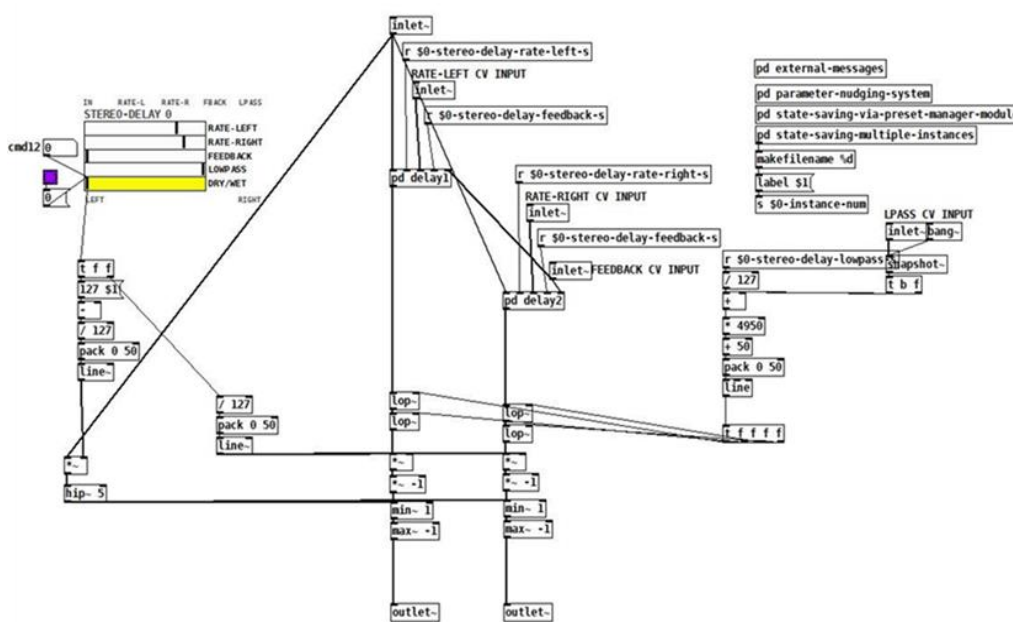 inlet~
r $0-stereo-delay-rate-left-s
RATE-LEFT CV INPUT
inlet~
r $0-stereo-delay-feedback-s
pd delay1
IN RATE-L RATE-R FBACK LPASS
STEREO-DELAY 0
RATE-LEFT
RATE-RIGHT
FEEDBACK
LOWPASS
DRY/WET
LEFT RIGHT
cmd12 0
0
r $0-stereo-delay-rate-right-s
RATE-RIGHT CV INPUT
inlet~
r $0-stereo-delay-feedback-s
inlet~ FEEDBACK CV INPUT
pd delay2
pd external-messages
pd parameter-nudging-system
pd state-saving-via-preset-manager-module
pd state-saving-multiple-instances
makefilename %d
label $1
s $0-instance-num
LPASS CV INPUT
inlet~ bang~
r $0-stereo-delay-lowpass
snapshot~
/ 127
t b f
+
* 4950
+ 50
pack 0 50
line
t f f f f
t f f
127 $1
-
/ 127
pack 0 50
line~
/ 127
pack 0 50
line~
*~
hip~ 5
lop~
lop~
*~
*~ -1
min~ 1
max~ -1
outlet~
lop~
lop~
*~
*~ -1
min~ 1
max~ -1
outlet~